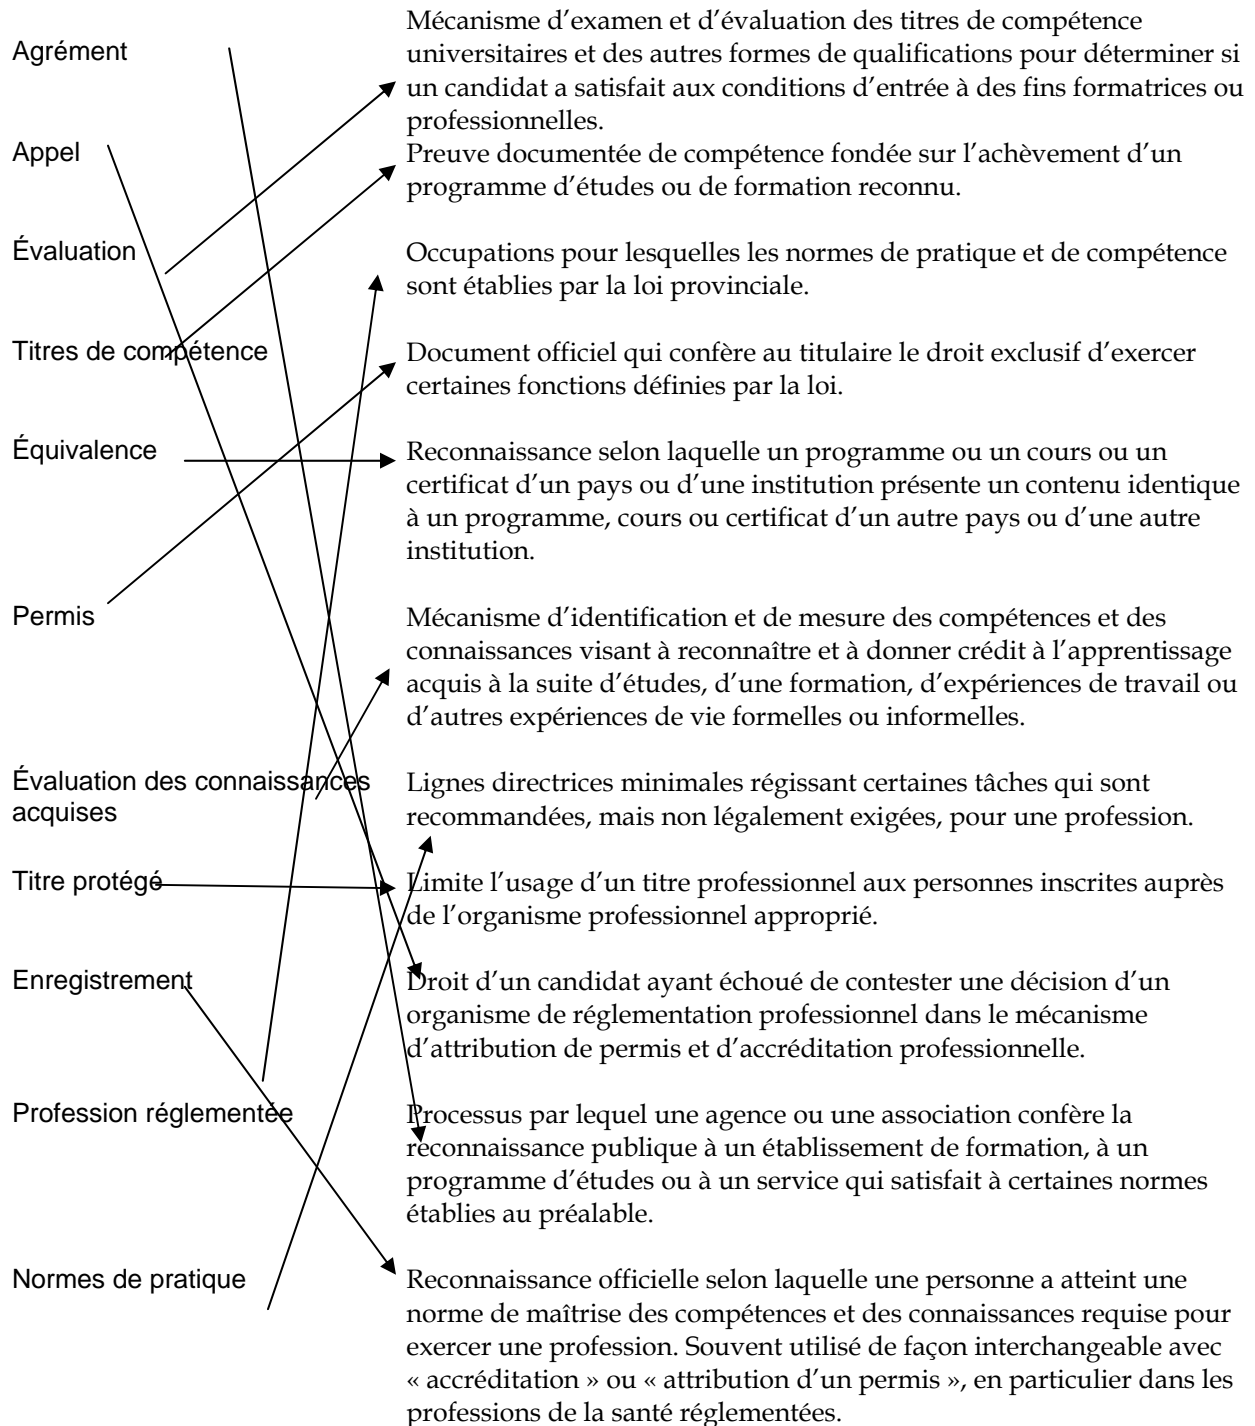 Agrément
Mécanisme d’examen et d’évaluation des titres de compétence
universitaires et des autres formes de qualifications pour déterminer si
un candidat a satisfait aux conditions d’entrée à des fins formatrices ou
professionnelles.
Appel
Preuve documentée de compétence fondée sur l’achèvement d’un
programme d’études ou de formation reconnu.
Évaluation
Occupations pour lesquelles les normes de pratique et de compétence
sont établies par la loi provinciale.
Titres de compétence
Document officiel qui confère au titulaire le droit exclusif d’exercer
certaines fonctions définies par la loi.
Équivalence
Reconnaissance selon laquelle un programme ou un cours ou un
certificat d’un pays ou d’une institution présente un contenu identique
à un programme, cours ou certificat d’un autre pays ou d’une autre
institution.
Permis
Mécanisme d’identification et de mesure des compétences et des
connaissances visant à reconnaître et à donner crédit à l’apprentissage
acquis à la suite d’études, d’une formation, d’expériences de travail ou
d’autres expériences de vie formelles ou informelles.
Évaluation des connaissances
acquises
Lignes directrices minimales régissant certaines tâches qui sont
recommandées, mais non légalement exigées, pour une profession.
Titre protégé
Limite l’usage d’un titre professionnel aux personnes inscrites auprès
de l’organisme professionnel approprié.
Enregistrement
Droit d’un candidat ayant échoué de contester une décision d’un
organisme de réglementation professionnel dans le mécanisme
d’attribution de permis et d’accréditation professionnelle.
Profession réglementée
Processus par lequel une agence ou une association confère la
reconnaissance publique à un établissement de formation, à un
programme d’études ou à un service qui satisfait à certaines normes
établies au préalable.
Normes de pratique
Reconnaissance officielle selon laquelle une personne a atteint une
norme de maîtrise des compétences et des connaissances requise pour
exercer une profession. Souvent utilisé de façon interchangeable avec
« accréditation » ou « attribution d’un permis », en particulier dans les
professions de la santé réglementées.